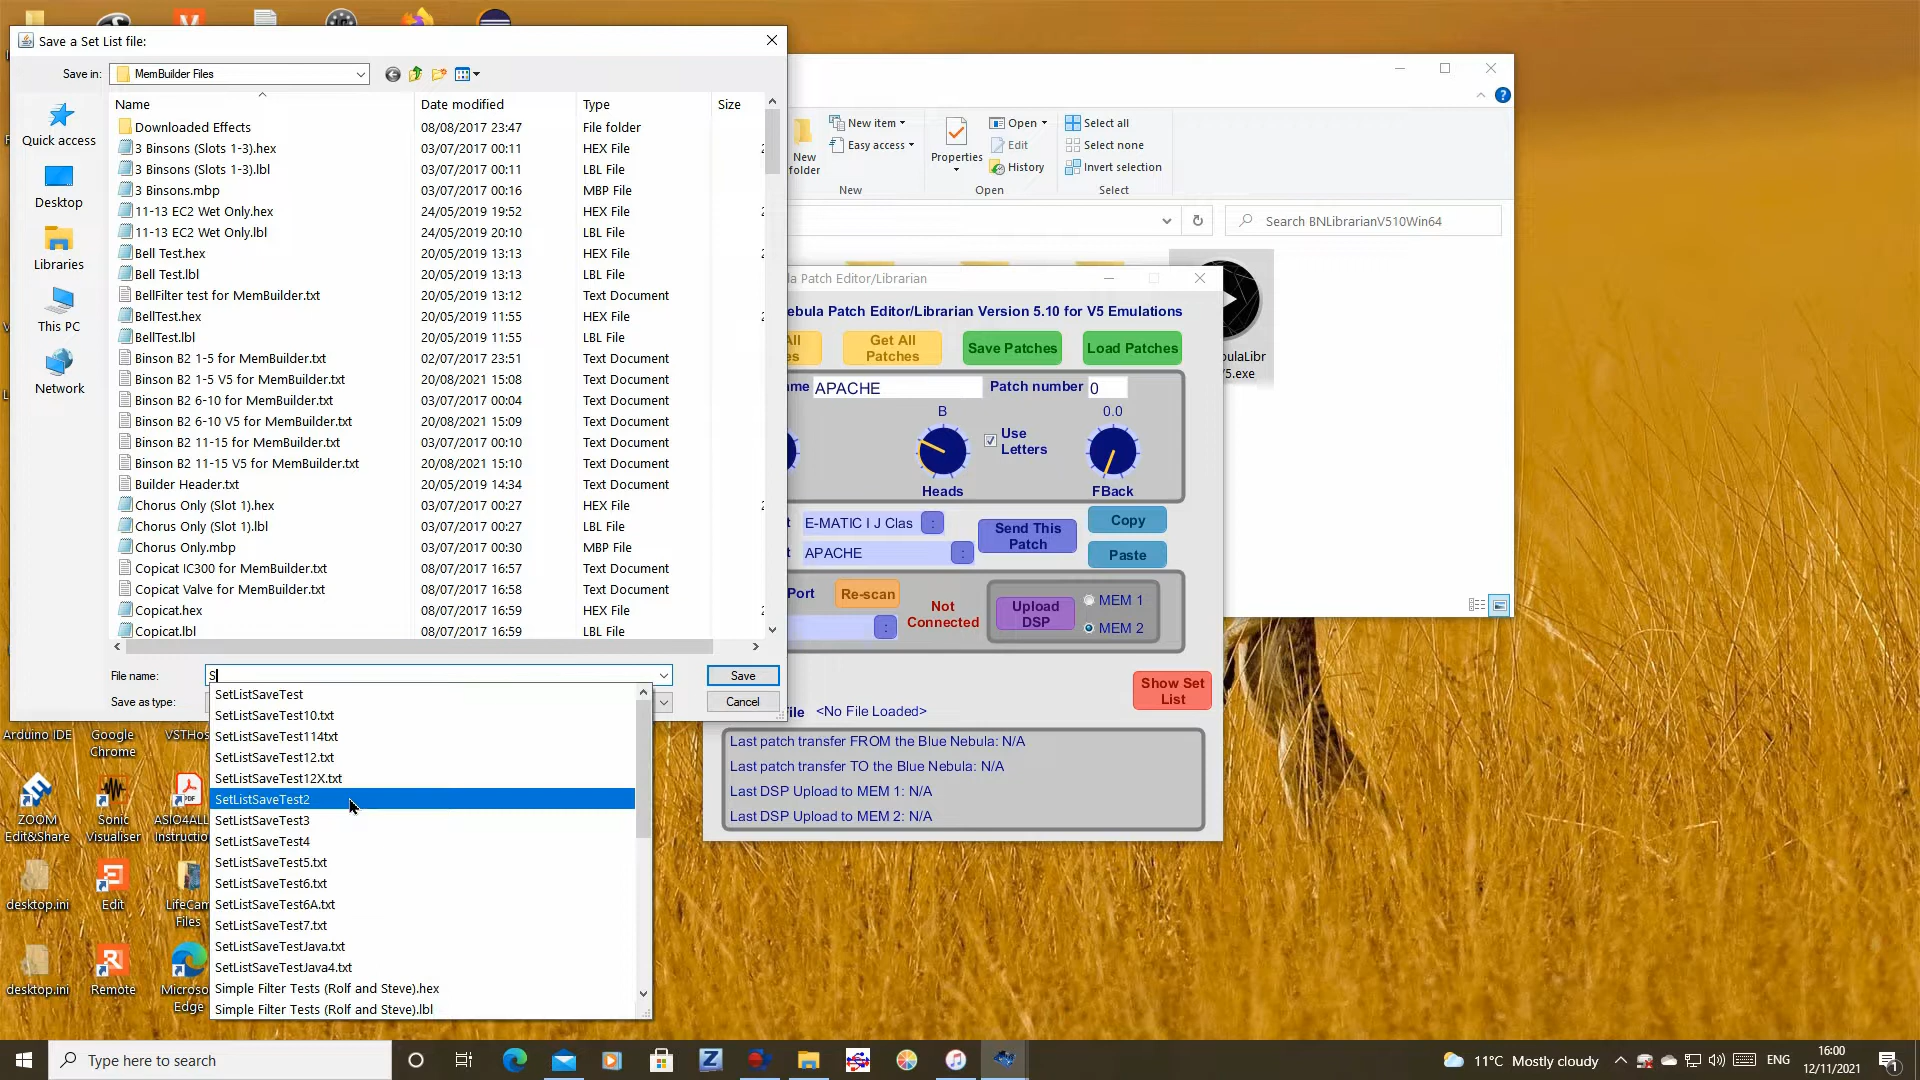 Save a Set List file:
Save in:
MemBuilder Files
Name
Date modified
Type
Size
Downloaded Effects
08/08/2017 23:47
File folder
3 Binsons (Slots 1-3).hex
03/07/2017 00:11
HEX File
3 Binsons (Slots 1-3).lbl
03/07/2017 00:11
LBL File
3 Binsons.mbp
03/07/2017 00:16
MBP File
11-13 EC2 Wet Only.hex
24/05/2019 19:52
HEX File
11-13 EC2 Wet Only.lbl
24/05/2019 20:10
LBL File
Bell Test.hex
20/05/2019 13:13
HEX File
Bell Test.lbl
20/05/2019 13:13
LBL File
BellFilter test for MemBuilder.txt
20/05/2019 13:12
Text Document
BellTest.hex
20/05/2019 11:55
HEX File
BellTest.lbl
20/05/2019 11:55
LBL File
Binson B2 1-5 for MemBuilder.txt
02/07/2017 23:51
Text Document
Binson B2 1-5 V5 for MemBuilder.txt
20/08/2021 15:08
Text Document
Binson B2 6-10 for MemBuilder.txt
03/07/2017 00:04
Text Document
Binson B2 6-10 V5 for MemBuilder.txt
20/08/2021 15:09
Text Document
Binson B2 11-15 for MemBuilder.txt
03/07/2017 00:10
Text Document
Binson B2 11-15 V5 for MemBuilder.txt
20/08/2021 15:10
Text Document
Builder Header.txt
20/05/2019 14:34
Text Document
Chorus Only (Slot 1).hex
03/07/2017 00:27
HEX File
Chorus Only (Slot 1).lbl
03/07/2017 00:27
LBL File
Chorus Only.mbp
03/07/2017 00:30
MBP File
Copicat IC300 for MemBuilder.txt
08/07/2017 16:57
Text Document
Copicat Valve for MemBuilder.txt
08/07/2017 16:58
Text Document
Copicat.hex
08/07/2017 16:59
HEX File
Copicat.lbl
08/07/2017 16:59
LBL File
Quick access
Desktop
Libraries
This PC
Network
File name:
S
Save
Save as type:
Cancel
SetListSaveTest
SetListSaveTest10.txt
SetListSaveTest114txt
SetListSaveTest12.txt
SetListSaveTest12X.txt
SetListSaveTest2
SetListSaveTest3
SetListSaveTest4
SetListSaveTest5.txt
SetListSaveTest6.txt
SetListSaveTest6A.txt
SetListSaveTest7.txt
SetListSaveTestJava.txt
SetListSaveTestJava4.txt
Simple Filter Tests (Rolf and Steve).hex
Simple Filter Tests (Rolf and Steve).lbl
New
folder
New item
Easy access
New
Properties
Open
Edit
History
Open
Select all
Select none
Invert selection
Select
Search BNLibrarianV510Win64
bulaLibr
/5.exe
ula Patch Editor/Librarian
ebula Patch Editor/Librarian Version 5.10 for V5 Emulations
All
es
Get All
Patches
Save Patches
Load Patches
ame
APACHE
Patch number
0
B
Use
Letters
0.0
Heads
FBack
t
E-MATIC I J Clas
:
t
APACHE
:
Send This
Patch
Copy
Paste
Port
Re-scan
:
Not
Connected
Upload
DSP
MEM 1
MEM 2
Show Set
List
ile
<No File Loaded>
Last patch transfer FROM the Blue Nebula: N/A
Last patch transfer TO the Blue Nebula: N/A
Last DSP Upload to MEM 1: N/A
Last DSP Upload to MEM 2: N/A
Arduino IDE
Google
Chrome
VSTHos
ZOOM
Edit&Share
Sonic
Visualiser
ASIO4ALL
Instructio
desktop.ini
Edit
LifeCam
Files
desktop.ini
Remote
Microso
Edge
Type here to search
11°C Mostly cloudy
ENG
16:00
12/11/2021
1